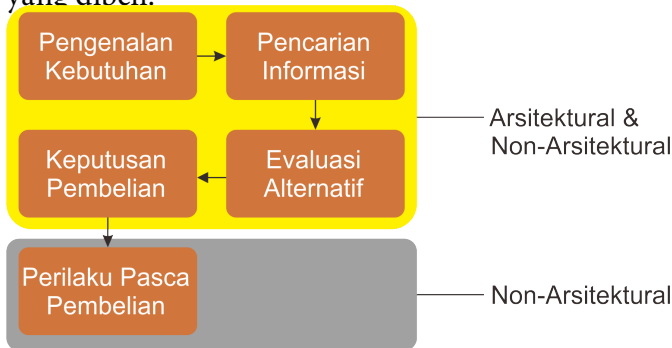 Pengenalan
Kebutuhan
Pencarian
Informasi
Arsitektural &
Non-Arsitektural
Keputusan
Pembelian
Evaluasi
Alternatif
Perilaku Pasca
Pembelian
Non-Arsitektural